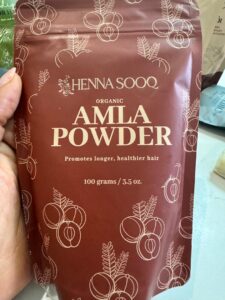 HENNA SOOQ
ORGANIC
AMLA
POWDER
Promotes longer, healthier hair
100 grams / 3.5 oz.